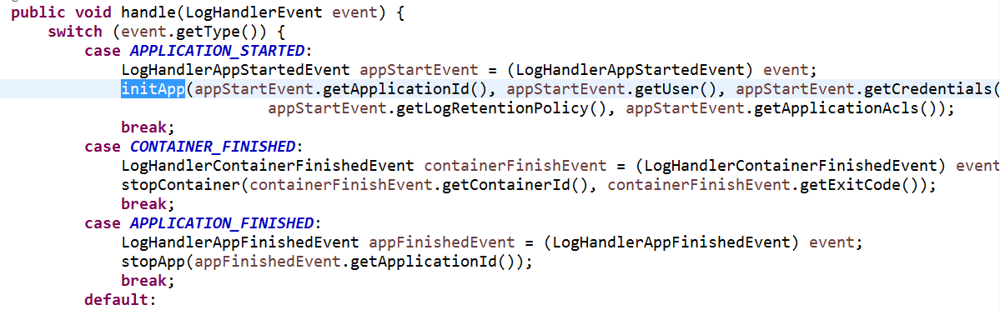 public void handle(LogHandlerEvent event) {
switch (event.getType()) {
case APPLICATION_STARTED:
LogHandlerAppStartedEvent appStartEvent = (LogHandlerAppStartedEvent) event;
initApp(appStartEvent.getApplicationId(), appStartEvent.getUser(), appStartEvent.getCredentials(
appStartEvent.getLogRetentionPolicy(), appStartEvent.getApplicationAcls());
break;
case CONTAINER_FINISHED:
LogHandlerContainerFinishedEvent containerFinishEvent = (LogHandlerContainerFinishedEvent) event
stopContainer(containerFinishEvent.getContainerId(), containerFinishEvent.getExitCode());
break;
case APPLICATION_FINISHED:
LogHandlerAppFinishedEvent appFinishedEvent = (LogHandlerAppFinishedEvent) event;
stopApp(appFinishedEvent.getApplicationId());
break;
default: